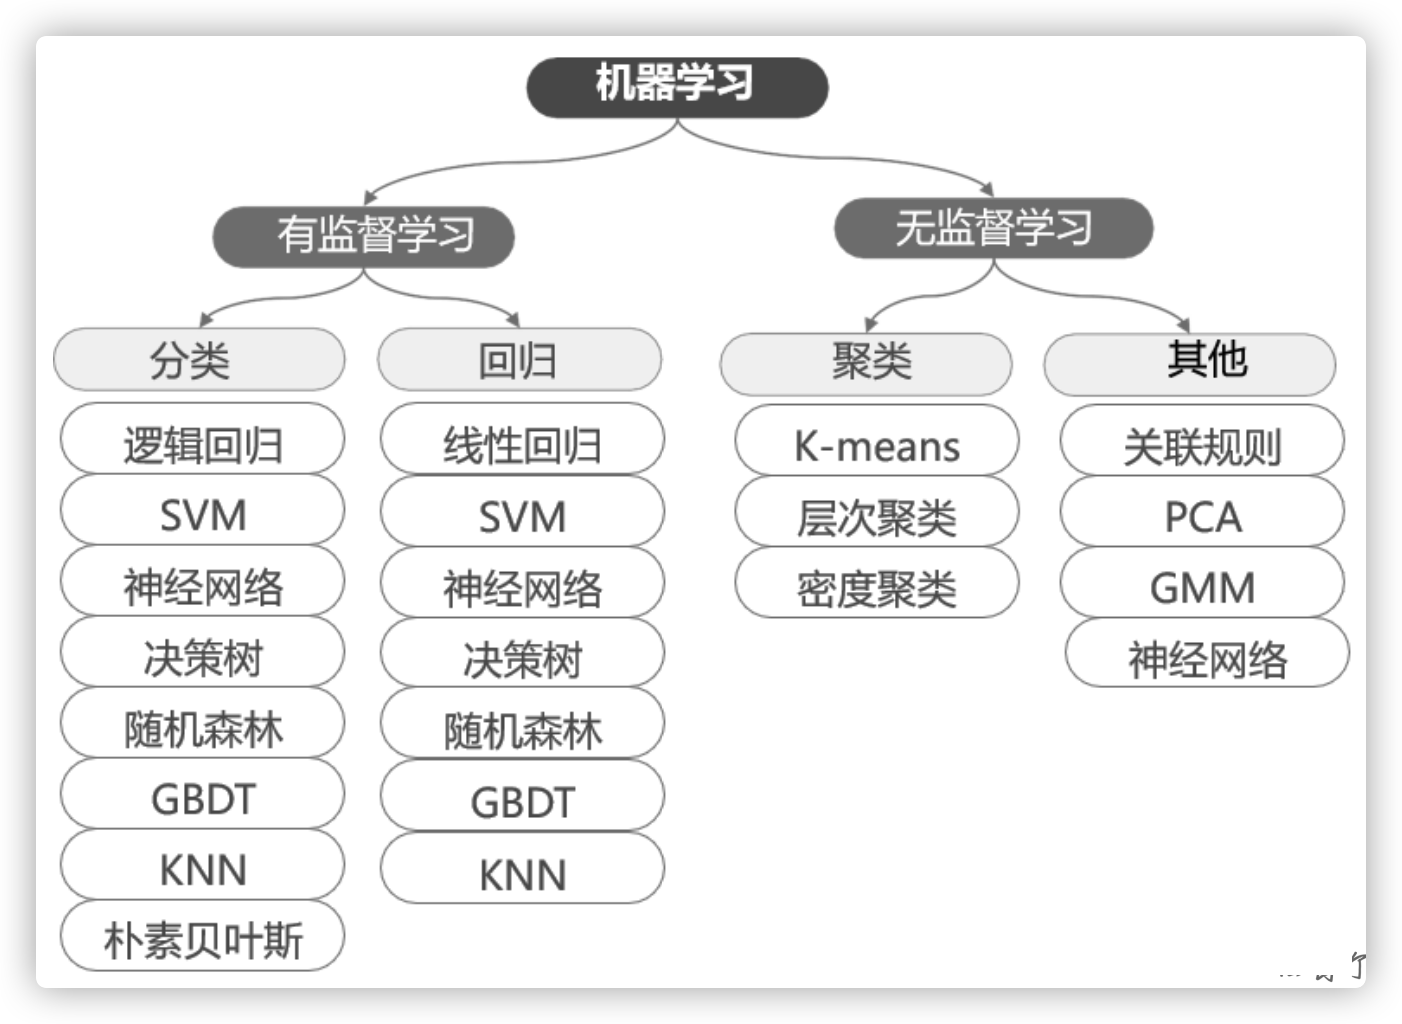 机器学习
有监督学习
无监督学习
分类
回归
聚类
其他
逻辑回归
SVM
神经网络
决策树
随机森林
GBDT
KNN
朴素贝叶斯
线性回归
SVM
神经网络
决策树
随机森林
GBDT
KNN
K-means
层次聚类
密度聚类
关联规则
PCA
GMM
神经网络